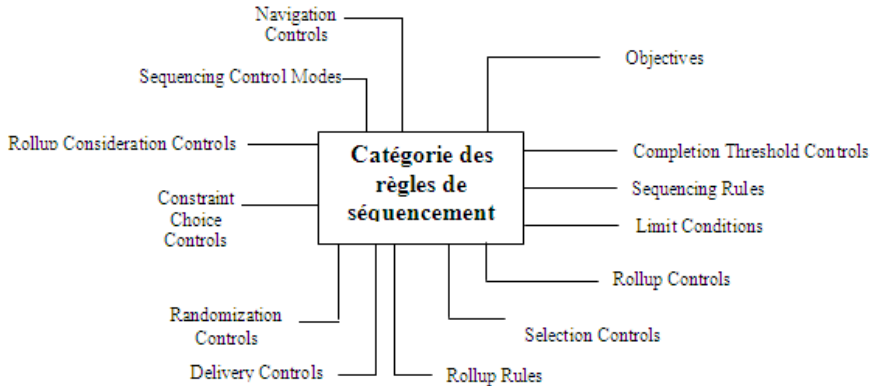 Navigation
Controls
Objectives
Sequencing Control Modes
Rollup Consideration Controls
Catégorie des
règles de
séquencement
Completion Threshold Controls
Sequencing Rules
Constraint
Choice
Controls
Limit Conditions
Rollup Controls
Randomization
Controls
Selection Controls
Delivery Controls
Rollup Rules